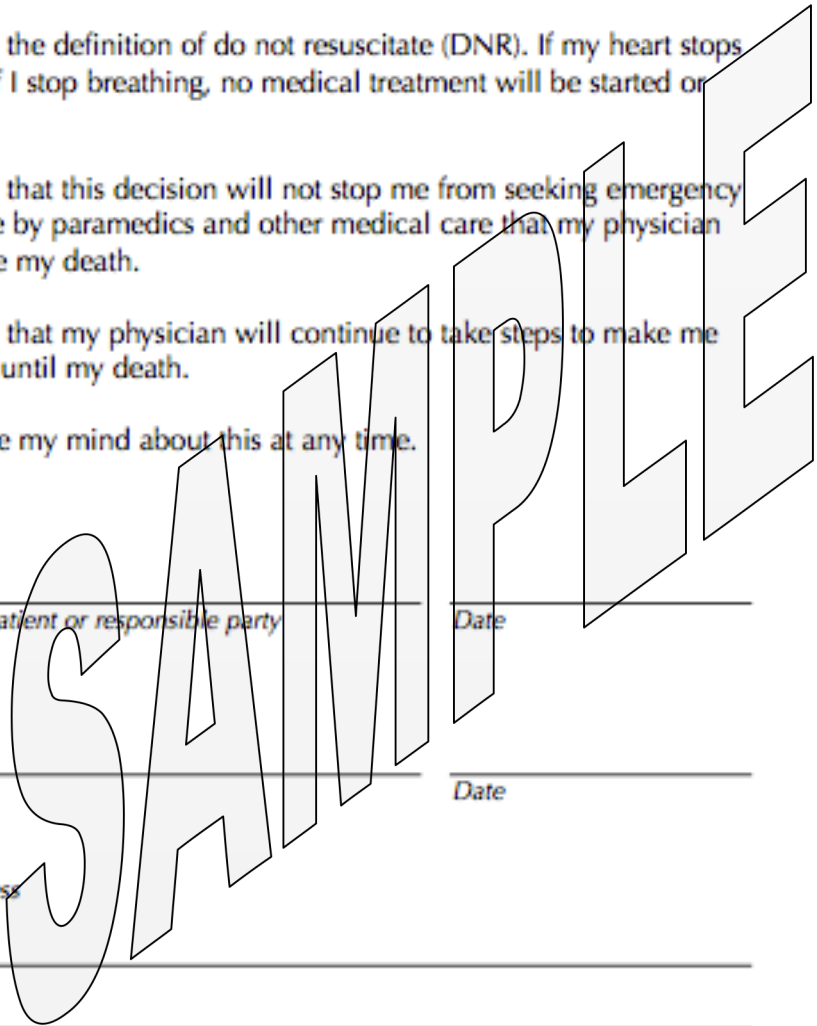 the definition of do not resuscitate (DNR). If my heart stops
I stop breathing, no medical treatment will be started or
that this decision will not stop me from seeking emergency
by paramedics and other medical care that my physician
my death.
that my physician will continue to take steps to make me
until my death.
my mind about this at any time.
atient or responsible party
Date
Date
ss
SAMPLE